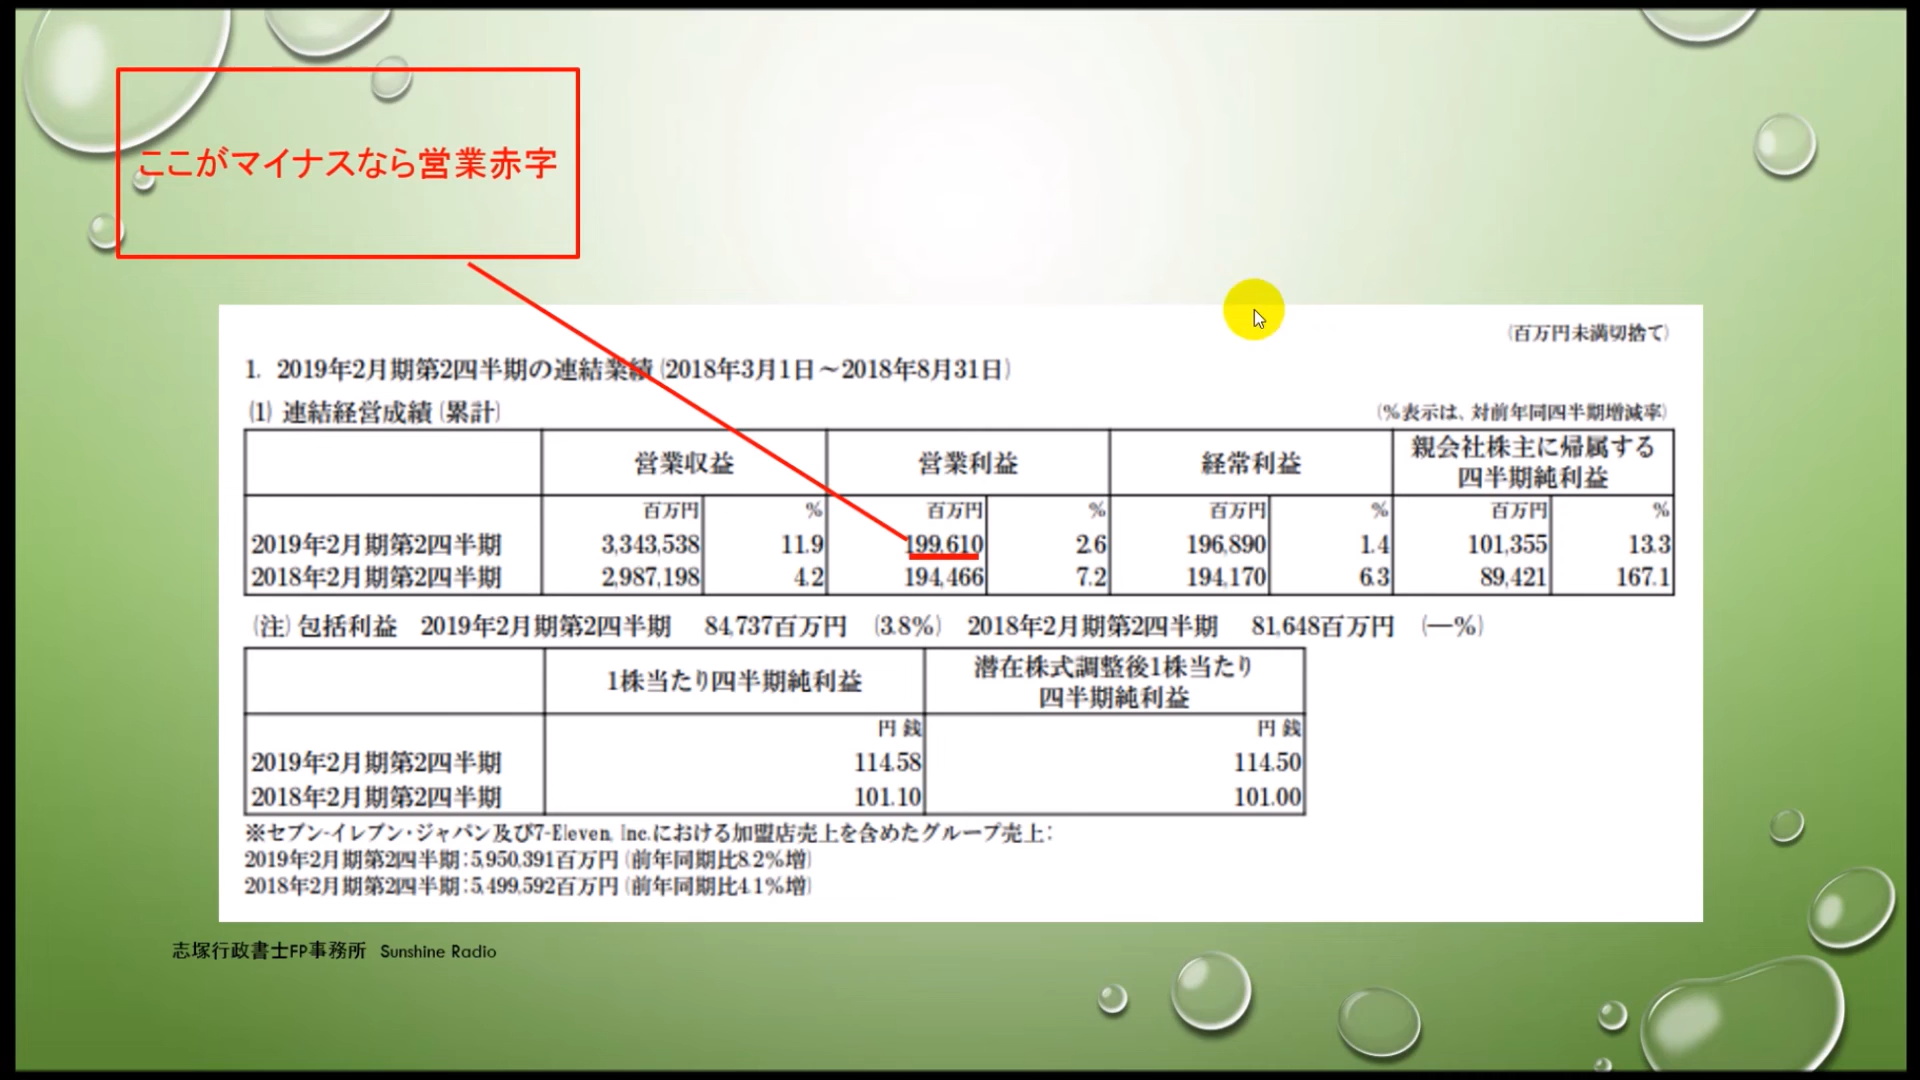 ここがマイナスなら営業赤字
(百万円未満切捨て)
1. 2019年2月期第2四半期の連結業績(2018年3月1日~2018年8月31日)
(1) 連結経営成績(累計)
(%表示は、対前年同四半期増減率)
営業収益 営業利益 経常利益 親会社株主に帰属する
四半期純利益
百万円 % 百万円 % 百万円 % 百万円 %
2019年2月期第2四半期 3,343,538 11.9 199,610 2.6 196,890 1.4 101,355 13.3
2018年2月期第2四半期 2,987,198 4.2 194,466 7.2 194,170 6.3 89,421 167.1
(注) 包括利益 2019年2月期第2四半期 84,737百万円 (3.8%) 2018年2月期第2四半期 81,648百万円 (―%)
1株当たり四半期純利益 潜在株式調整後1株当たり
四半期純利益
円 銭 円 銭
2019年2月期第2四半期 114.58 114.50
2018年2月期第2四半期 101.10 101.00
※セブン-イレブン・ジャパン及び7-Eleven, Inc.における加盟店売上を含めたグループ売上:
2019年2月期第2四半期:5,950,391百万円(前年同期比8.2%増)
2018年2月期第2四半期:5,499,592百万円(前年同期比4.1%増)
志塚行政書士FP事務所 Sunshine Radio